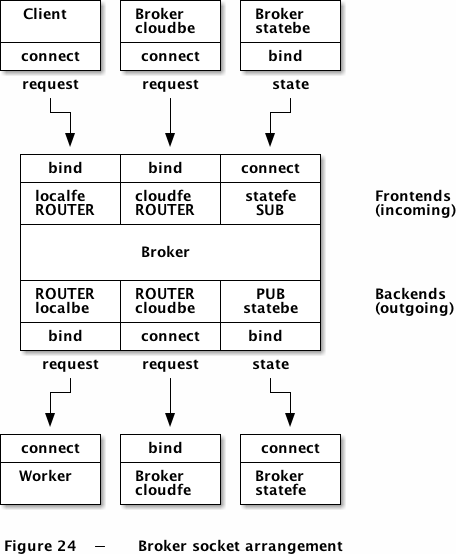 Client
Broker
cloudbe
Broker
statebe
connect
connect
bind
request
request
state
bind
bind
connect
localfe
ROUTER
cloudfe
ROUTER
statefe
SUB
Frontends
(incoming)
Broker
ROUTER
localbe
ROUTER
cloudbe
PUB
statebe
Backends
(outgoing)
bind
connect
bind
request
request
state
connect
bind
connect
Worker
Broker
cloudfe
Broker
statefe
Figure 24 — Broker socket arrangement